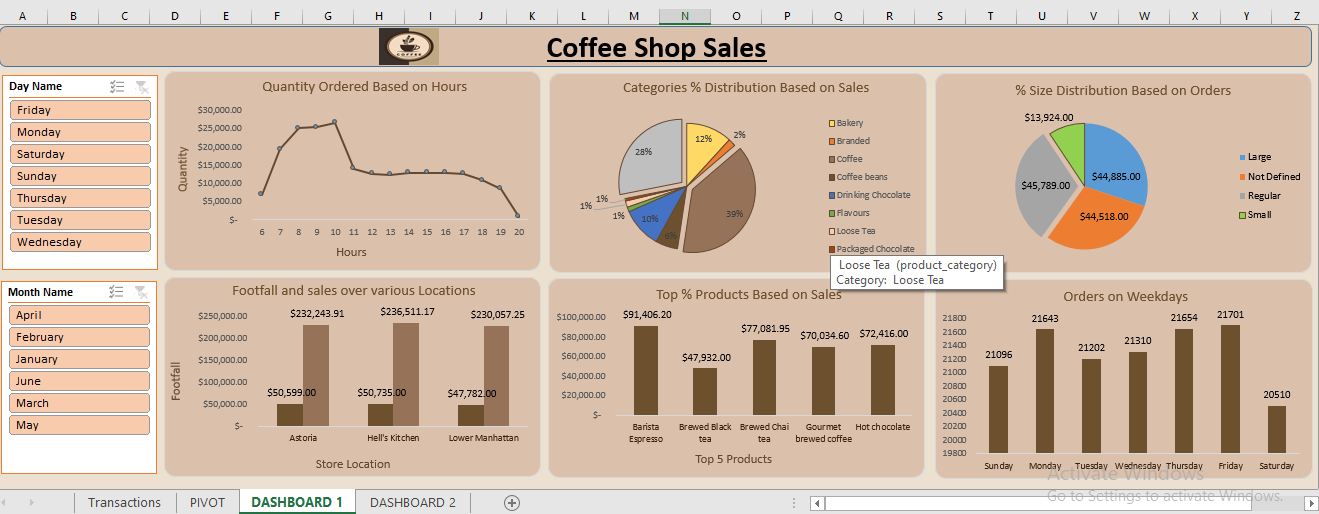 A B C D E F G H I J K L M N O P Q R S T U V W X Y Z
COFFEE
Coffee Shop Sales
Day Name
Friday
Monday
Saturday
Sunday
Thursday
Tuesday
Wednesday
Month Name
April
February
January
June
March
May
Quantity Ordered Based on Hours
Quantity
$30,000.00
$25,000.00
$20,000.00
$15,000.00
$10,000.00
$5,000.00
$-
6 7 8 9 10 11 12 13 14 15 16 17 18 19 20
Hours
Categories % Distribution Based on Sales
12%
2%
39%
10%
1%
1%
1%
28%
Bakery
Branded
Coffee
Coffee beans
Drinking Chocolate
Flavours
Loose Tea
Packaged Chocolate
Loose Tea (product_category)
Category: Loose Tea
% Size Distribution Based on Orders
$13,924.00
$44,885.00
$45,789.00
$44,518.00
Large
Not Defined
Regular
Small
Footfall and sales over various Locations
Footfall
$250,000.00
$200,000.00
$150,000.00
$100,000.00
$50,000.00
$-
$232,243.91
$236,511.17
$230,057.25
$50,599.00
$50,735.00
$47,782.00
Astoria
Hell's Kitchen
Lower Manhattan
Store Location
Top % Products Based on Sales
$100,000.00
$80,000.00
$60,000.00
$40,000.00
$20,000.00
$-
$91,406.20
$47,932.00
$77,081.95
$70,034.60
$72,416.00
Barista
Espresso
Brewed Black
tea
Brewed Chai
tea
Gourmet
brewed coffee
Hot chocolate
Top 5 Products
Orders on Weekdays
21800
21600
21400
21200
21000
20800
20600
20400
20200
20000
19800
21096
21643
21202
21310
21654
21701
20510
Sunday Monday Tuesday Wednesday Thursday Friday Saturday
Activate Windows
Go to Settings to activate Windows.
Transactions
PIVOT
DASHBOARD 1
DASHBOARD 2